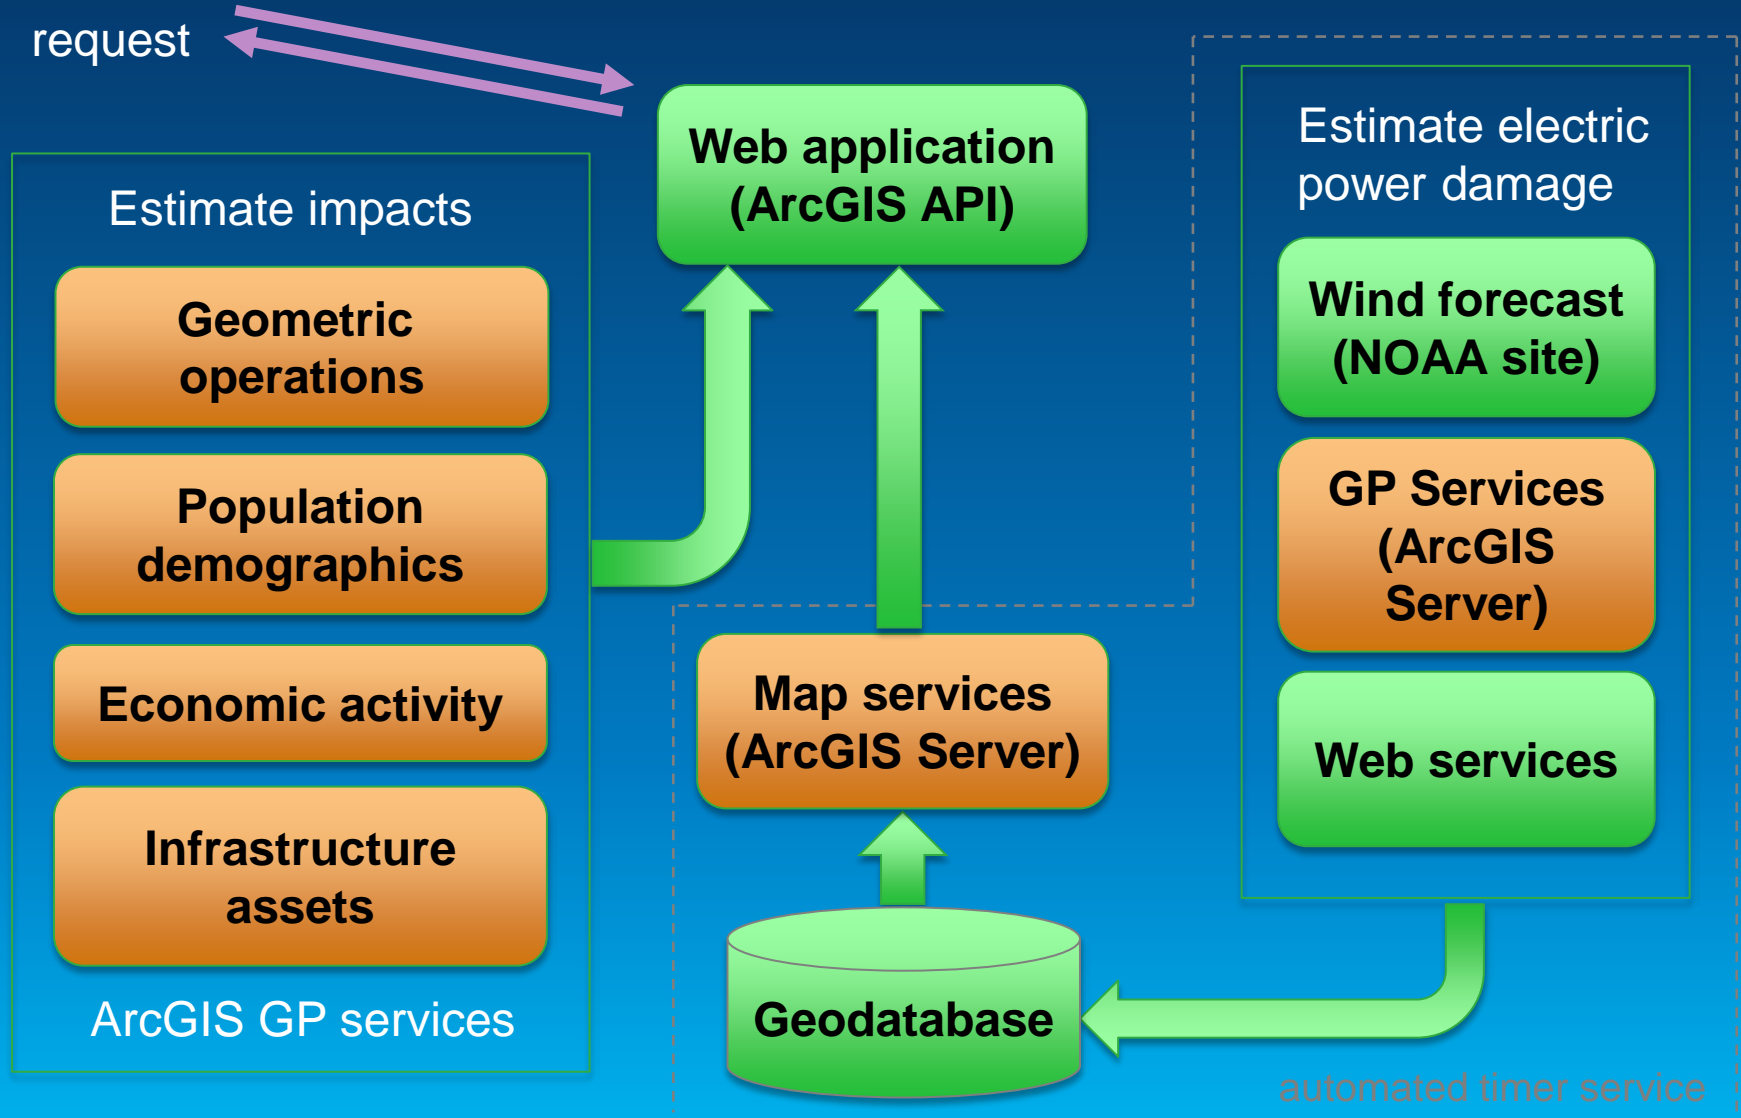 request
Web application
(ArcGIS API)
Estimate impacts
Geometric
operations
Population
demographics
Economic activity
Infrastructure
assets
ArcGIS GP services
Map services
(ArcGIS Server)
Geodatabase
Estimate electric
power damage
Wind forecast
(NOAA site)
GP Services
(ArcGIS
Server)
Web services
automated timer service